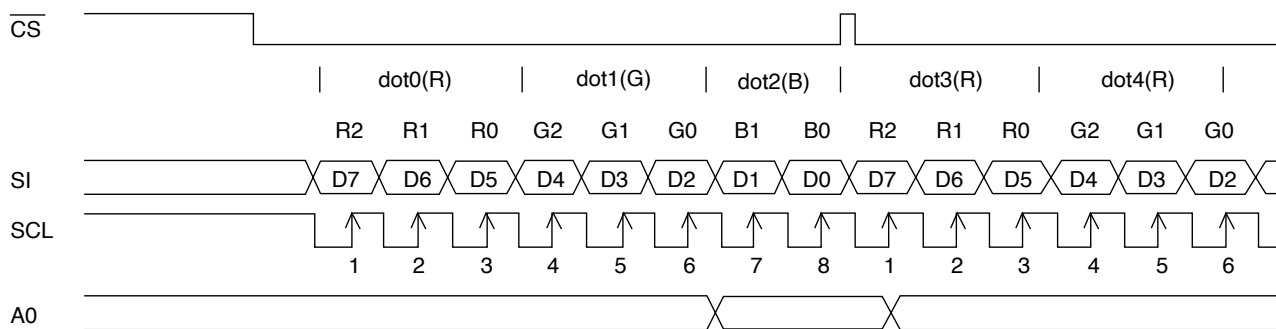 CS
dot0(R) dot1(G) dot2(B) dot3(R) dot4(R)
R2 R1 R0 G2 G1 G0 B1 B0 R2 R1 R0 G2 G1 G0
SI D7 D6 D5 D4 D3 D2 D1 D0 D7 D6 D5 D4 D3 D2
SCL
1 2 3 4 5 6 7 8 1 2 3 4 5 6
A0